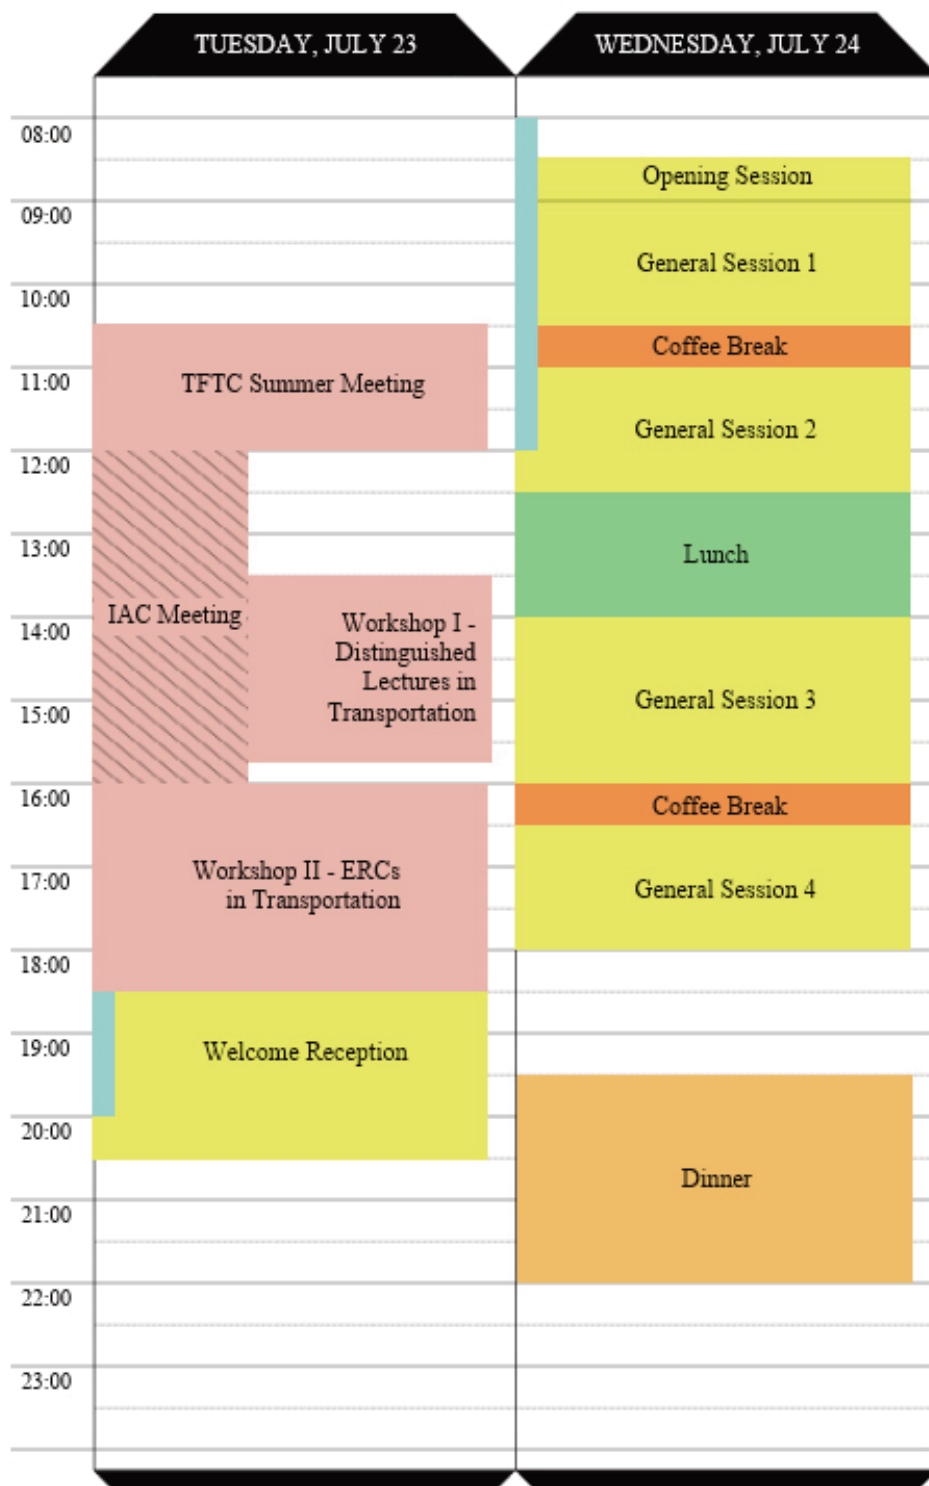 TUESDAY, JULY 23
WEDNESDAY, JULY 24
08:00
Opening Session
09:00
General Session 1
10:00
Coffee Break
11:00
TFTC Summer Meeting
General Session 2
12:00
13:00
Lunch
IAC Meeting
14:00
Workshop I -
Distinguished
Lectures in
Transportation
General Session 3
15:00
16:00
Coffee Break
17:00
Workshop II - ERCs
in Transportation
General Session 4
18:00
19:00
Welcome Reception
20:00
Dinner
21:00
22:00
23:00